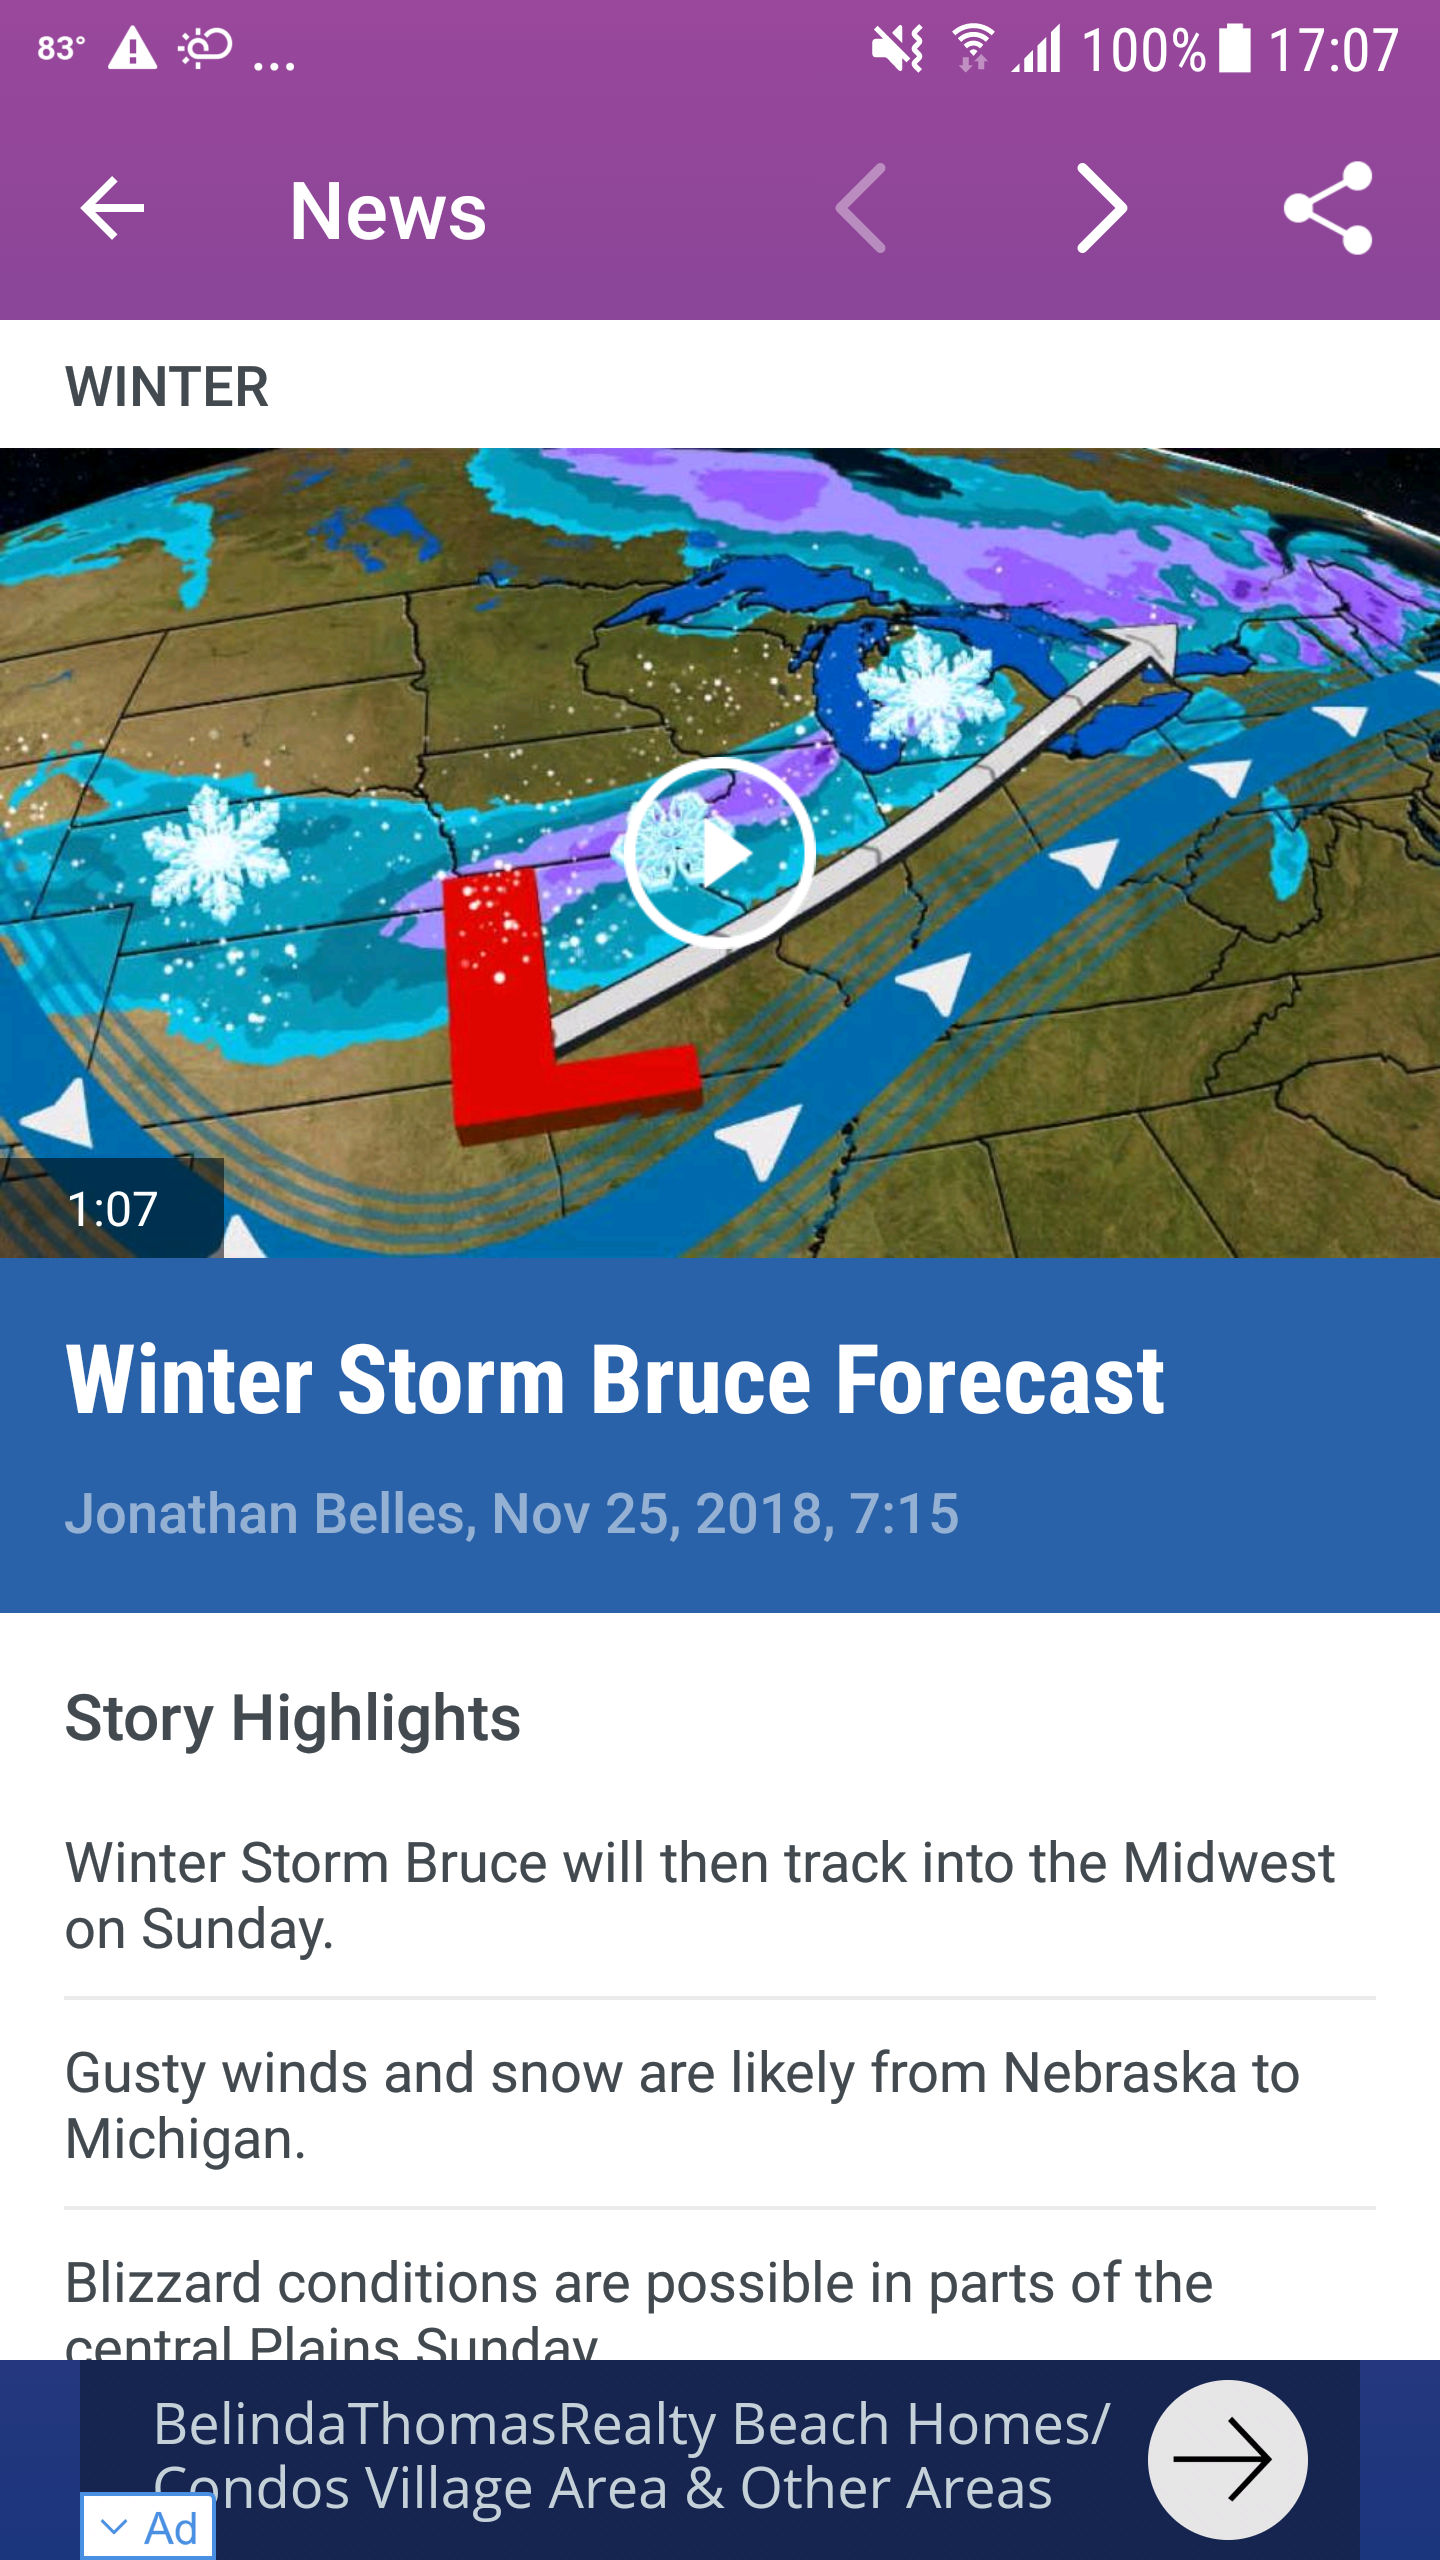 83°
... 100% 17:07
News
WINTER
L
1:07
Winter Storm Bruce Forecast
Jonathan Belles, Nov 25, 2018, 7:15
Story Highlights
Winter Storm Bruce will then track into the Midwest
on Sunday.
Gusty winds and snow are likely from Nebraska to
Michigan.
Blizzard conditions are possible in parts of the
central Plains Sunday
BelindaThomasRealty Beach Homes/
Condos Village Area & Other Areas
Ad